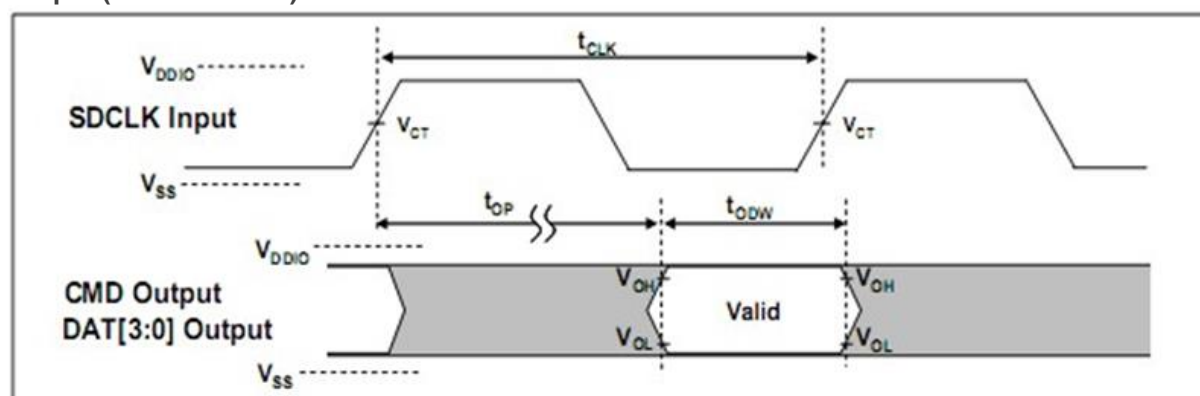 tCLK
VDDIO
SDCLK Input
VCT
VCT
VSS
tOP
tODW
VDDIO
CMD Output
DAT[3:0] Output
VOH
Valid
VOH
VOL
VOL
VSS